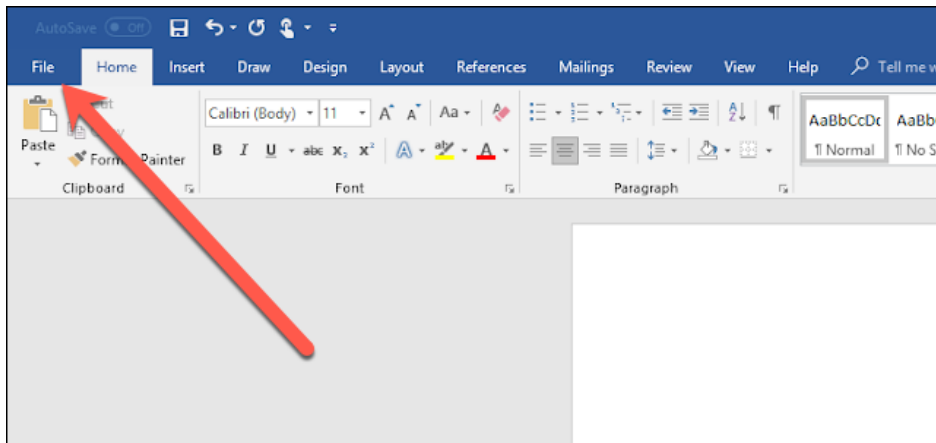 AutoSave Off
File Home Insert Draw Design Layout References Mailings Review View Help Tell me
Paste
Painter
Calibri (Body) 11 Aa
B I U abc X₂ X² A ab A
AaBbCcDc AaBb
¶ Normal ¶ No S
Clipboard Font Paragraph